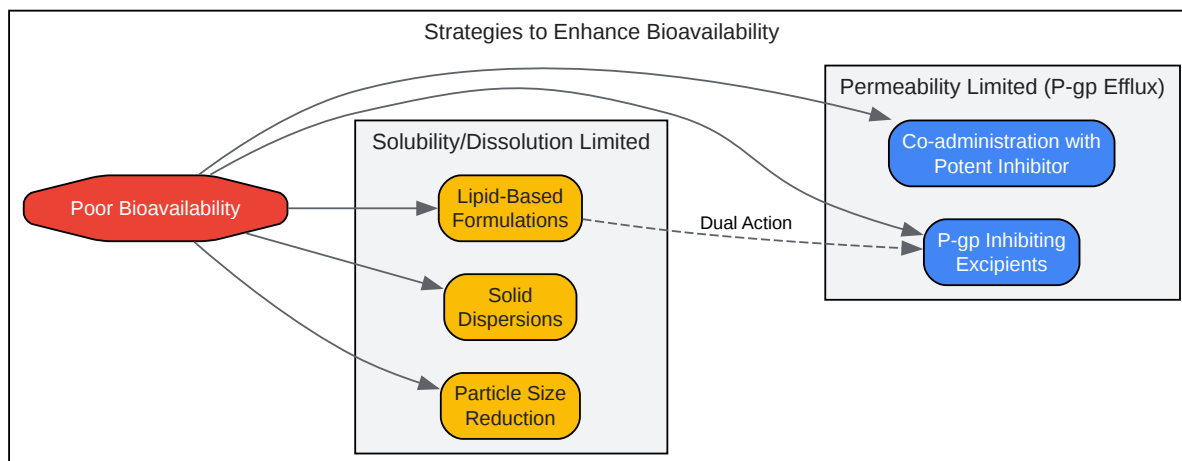 Strategies to Enhance Bioavailability
Permeability Limited (P-gp Efflux)
Co-administration with
Potent Inhibitor
P-gp Inhibiting
Excipients
Solubility/Dissolution Limited
Lipid-Based
Formulations
Dual Action
Solid
Dispersions
Particle Size
Reduction
Poor Bioavailability